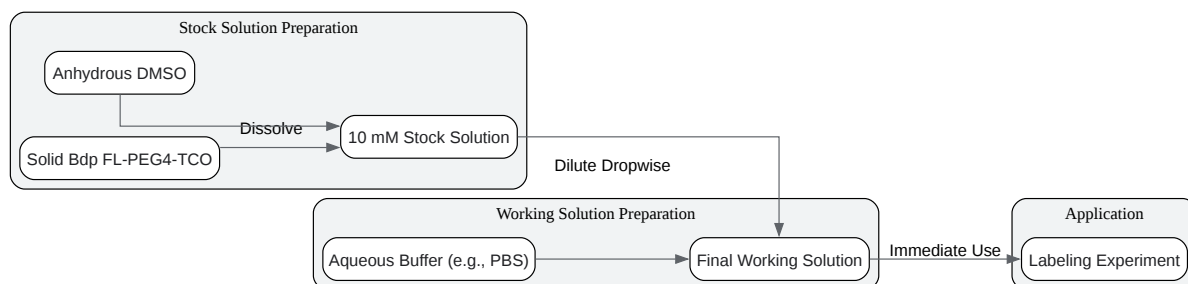 Stock Solution Preparation
Anhydrous DMSO
Dissolve
10 mM Stock Solution
Solid Bdp FL-PEG4-TCO
Dilute Dropwise
Working Solution Preparation
Application
Aqueous Buffer (e.g., PBS)
Final Working Solution
Immediate Use
Labeling Experiment